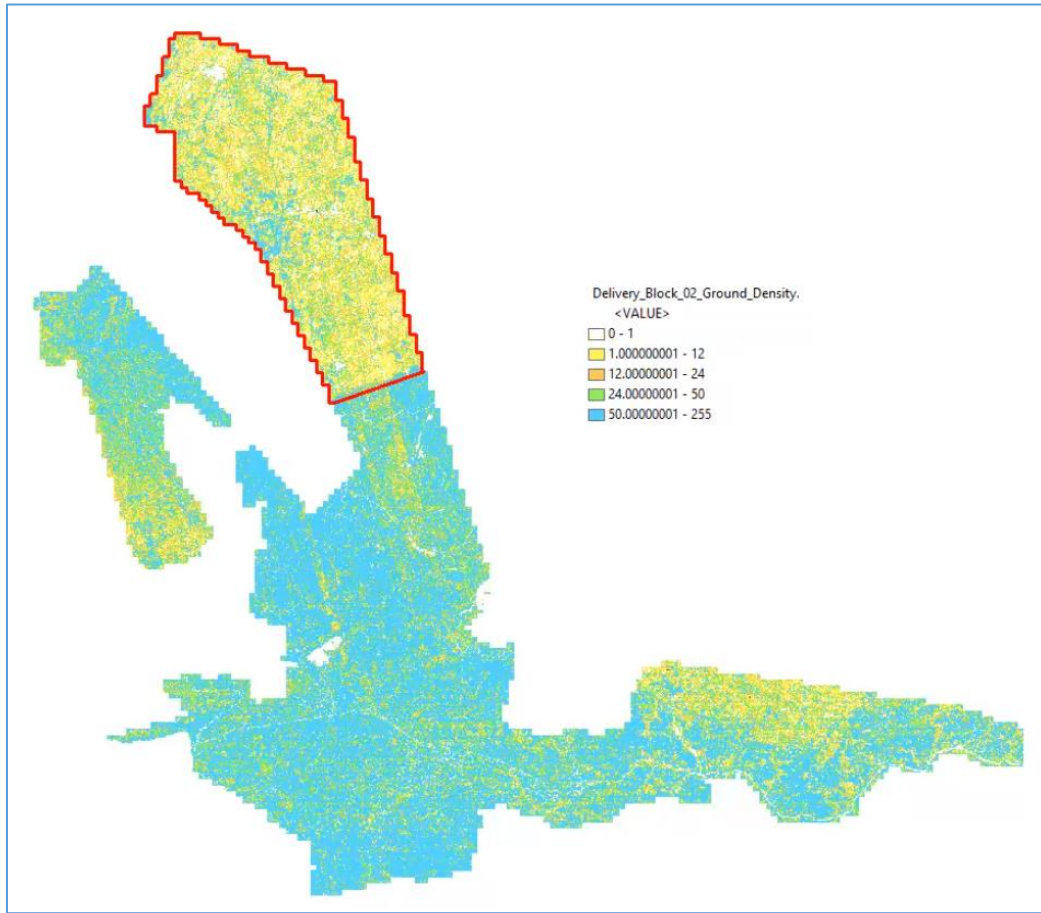 Delivery_Block_02_Ground_Density.
<VALUE>
0 - 1
1.000000001 - 12
12.00000001 - 24
24.00000001 - 50
50.00000001 - 255